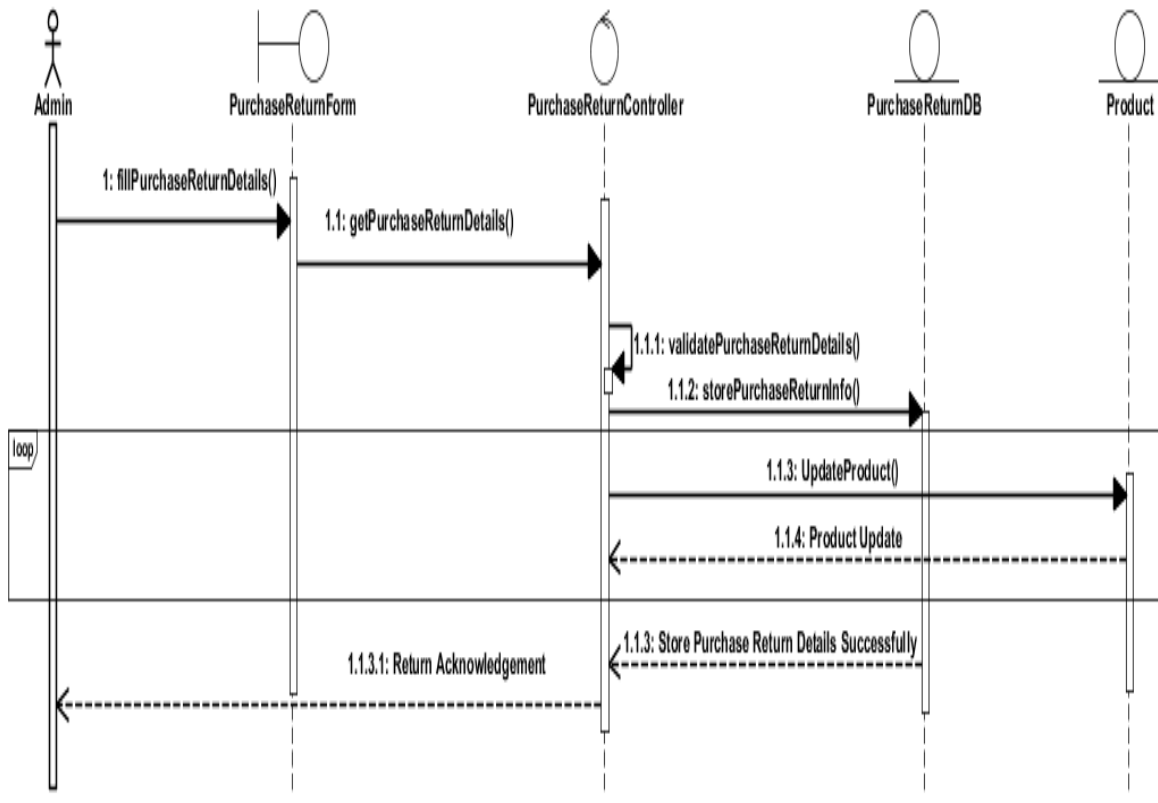 Admin
PurchaseReturnForm
PurchaseReturnController
PurchaseReturnDB
Product
1: fillPurchaseReturnDetails()
1.1: getPurchaseReturnDetails()
1.1.1: validatePurchaseReturnDetails()
1.1.2: storePurchaseReturnInfo()
loop
1.1.3: UpdateProduct()
1.1.4: Product Update
1.1.3: Store Purchase Return Details Successfully
1.1.3.1: Return Acknowledgement